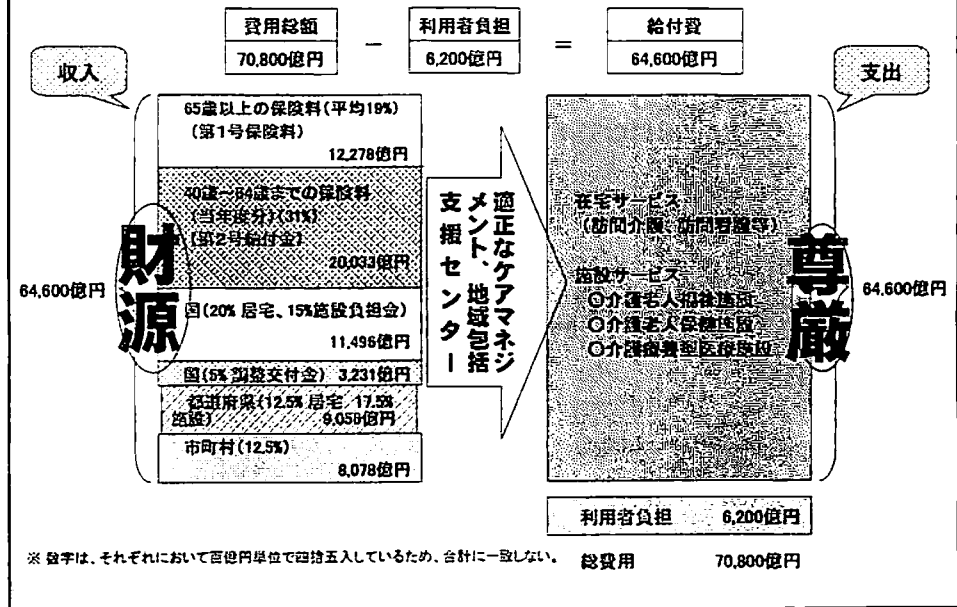 費用総額
70,800億円
－
利用者負担
6,200億円
＝
給付費
64,600億円
収入
支出
65歳以上の保険料(平均19%)
(第1号保険料)
12,278億円
40歳～64歳までの保険料
(当年度分)(31%)
(第2号納付金)
20,033億円
国(20% 居宅、15%施設負担金)
11,496億円
国(5% 調整交付金) 3,231億円
都道府県(12.5% 居宅、17.5%
施設) 9,056億円
市町村(12.5%)
8,078億円
64,600億円
財源
適正なケアマネジ
メント、地域包括
支援センター
在宅サービス
(訪問介護、訪問看護等)
施設サービス
○介護老人福祉施設
○介護老人保健施設
○介護療養型医療施設
尊厳
64,600億円
利用者負担 6,200億円
総費用 70,800億円
※ 数字は、それぞれにおいて百億円単位で四捨五入しているため、合計に一致しない。